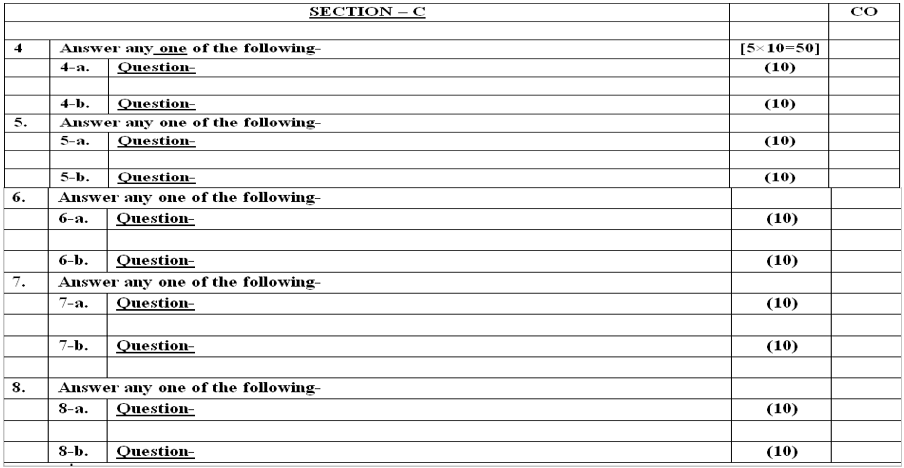 SECTION – C CO
4 Answer any one of the following- [5×10=50]
4-a. Question- (10)
4-b. Question- (10)
5. Answer any one of the following-
5-a. Question- (10)
5-b. Question- (10)
6. Answer any one of the following-
6-a. Question- (10)
6-b. Question- (10)
7. Answer any one of the following-
7-a. Question- (10)
7-b. Question- (10)
8. Answer any one of the following-
8-a. Question- (10)
8-b. Question- (10)